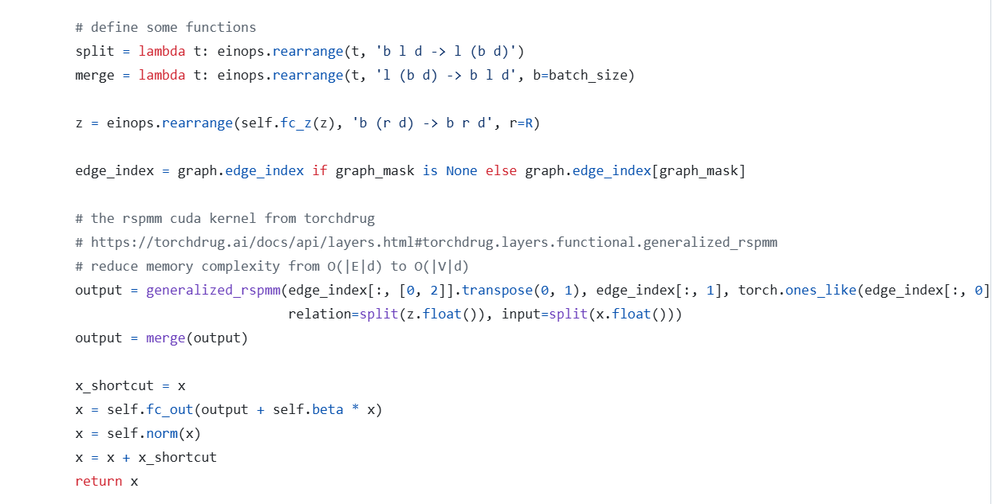 # define some functions
split = lambda t: einops.rearrange(t, 'b l d -> l (b d)')
merge = lambda t: einops.rearrange(t, 'l (b d) -> b l d', b=batch_size)
z = einops.rearrange(self.fc_z(z), 'b (r d) -> b r d', r=R)
edge_index = graph.edge_index if graph_mask is None else graph.edge_index[graph_mask]
# the rspmm cuda kernel from torchdrug
# https://torchdrug.ai/docs/api/layers.html#torchdrug.layers.functional.generalized_rspmm
# reduce memory complexity from O(|E|d) to O(|V|d)
output = generalized_rspmm(edge_index[:, [0, 2]].transpose(0, 1), edge_index[:, 1], torch.ones_like(edge_index[:, 0]
relation=split(z.float()), input=split(x.float()))
output = merge(output)
x_shortcut = x
x = self.fc_out(output + self.beta * x)
x = self.norm(x)
x = x + x_shortcut
return x